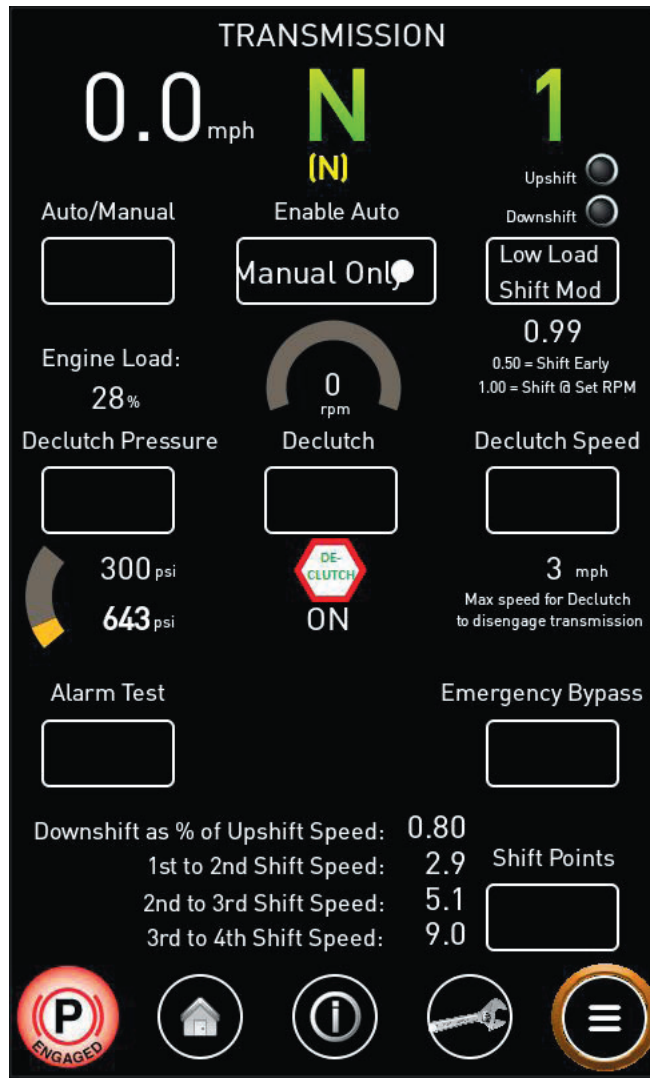 TRANSMISSION
0.0 mph N 1
(N)
Upshift
Downshift
Auto/Manual
Enable Auto
Manual Only
Low Load
Shift Mod
Engine Load:
28 %
0
rpm
0.99
0.50 = Shift Early
1.00 = Shift @ Set RPM
Declutch Pressure
Declutch
Declutch Speed
300 psi
643 psi
DE-
CLUTCH
ON
3 mph
Max speed for Declutch
to disengage transmission
Alarm Test
Emergency Bypass
Downshift as % of Upshift Speed: 0.80
1st to 2nd Shift Speed: 2.9
2nd to 3rd Shift Speed: 5.1
3rd to 4th Shift Speed: 9.0
Shift Points
P
ENGAGED
i